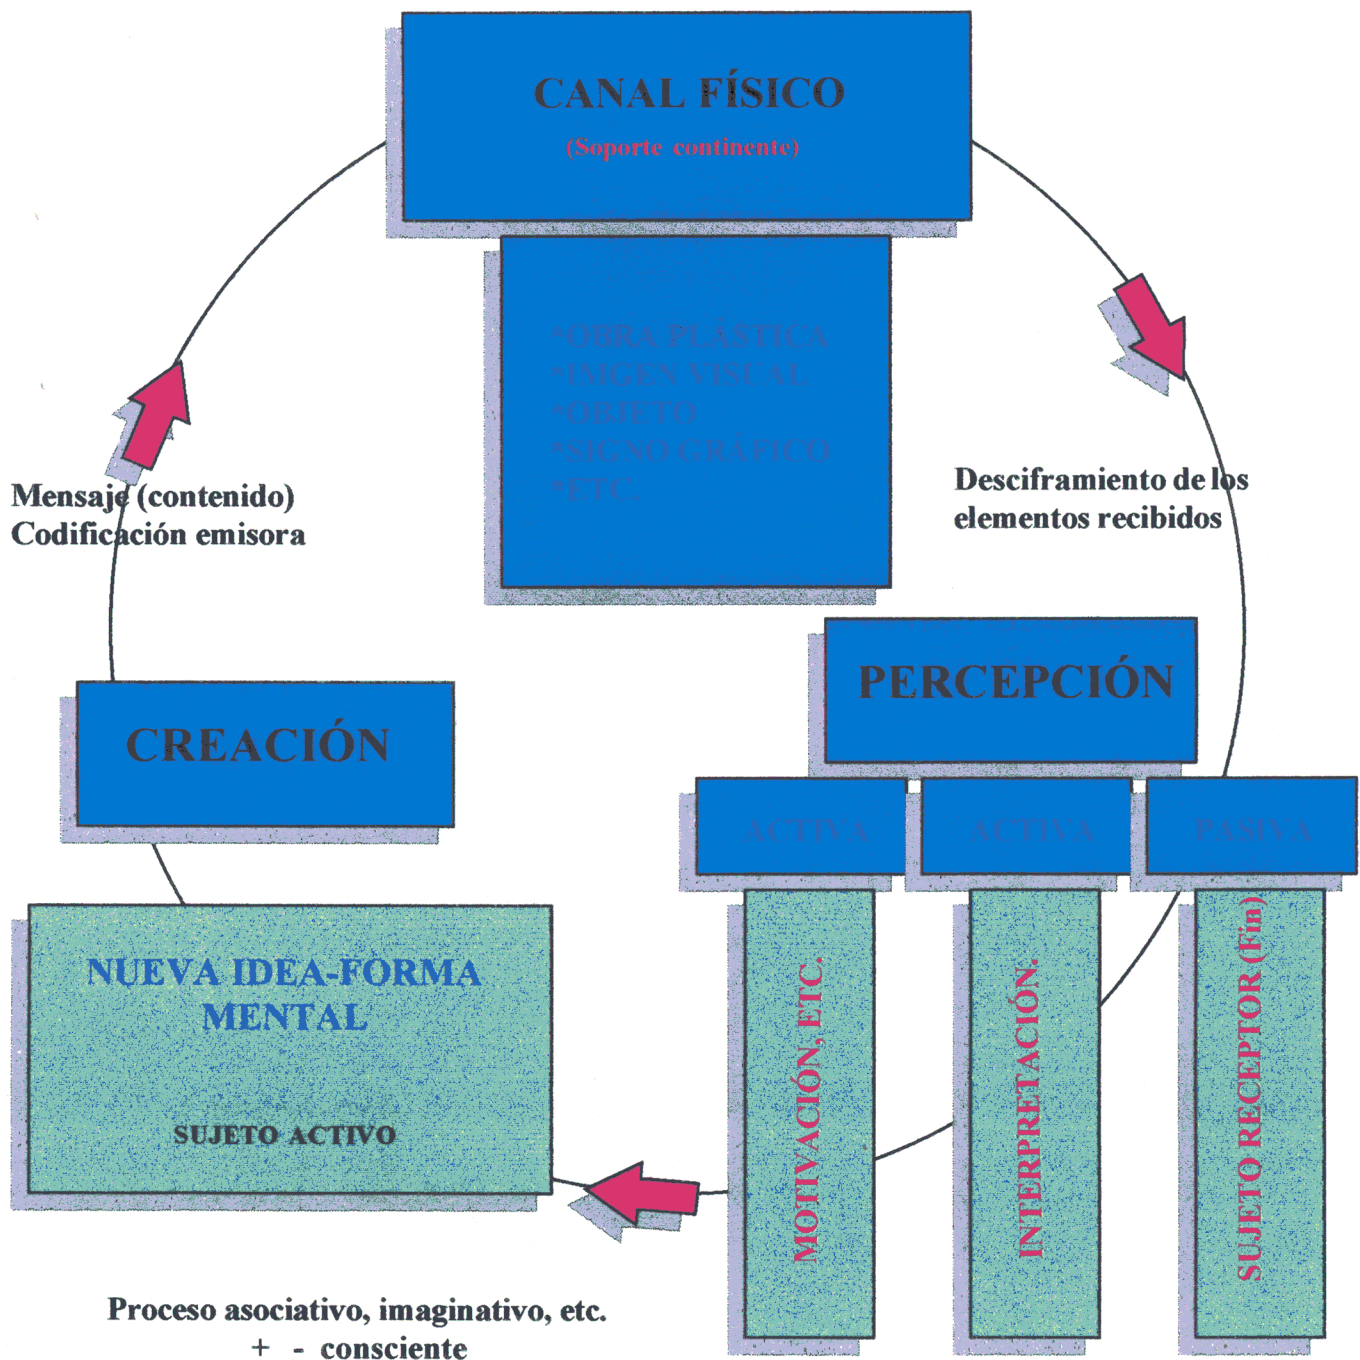 CANAL FÍSICO
(Soporte continente)
*OBRA PLÁSTICA
*IMGEN VISUAL
*OBJETO
*SIGNO GRÁFICO
*ETC.
Mensaje (contenido)
Codificación emisora
Desciframiento de los
elementos recibidos
PERCEPCIÓN
CREACIÓN
ACTIVA
ACTIVA
PASIVA
MOTIVACIÓN, ETC.
INTERPRETACIÓN.
SUJETO RECEPTOR (Fin)
NUEVA IDEA-FORMA
MENTAL
SUJETO ACTIVO
Proceso asociativo, imaginativo, etc.
+ - consciente